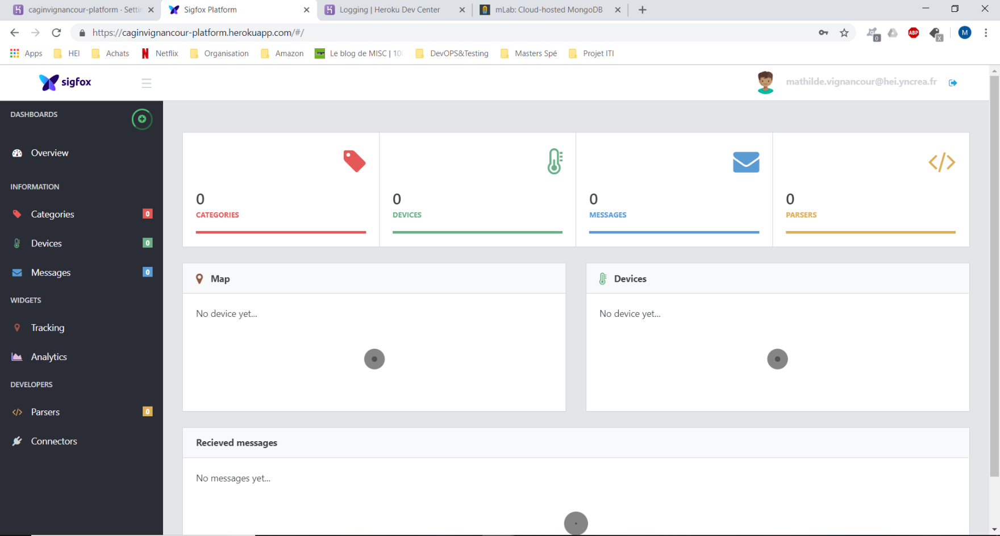 caginvignancour-platform · Setti
Sigfox Platform
Logging | Heroku Dev Center
mLab: Cloud-hosted MongoDB
https://caginvignancour-platform.herokuapp.com/#/
0
ABP
X
M
Apps
HEI
Achats
Netflix
Organisation
Amazon
Le blog de MISC | 10
DevOPS&Testing
Masters Spé
Projet ITI
sigfox
mathilde.vignancour@hei.yncrea.fr
DASHBOARDS
Overview
INFORMATION
Categories 0
Devices 0
Messages 0
WIDGETS
Tracking
Analytics
DEVELOPERS
Parsers 0
Connectors
0
CATEGORIES
0
DEVICES
0
MESSAGES
0
PARSERS
Map
No device yet...
Devices
No device yet...
Recieved messages
No messages yet...